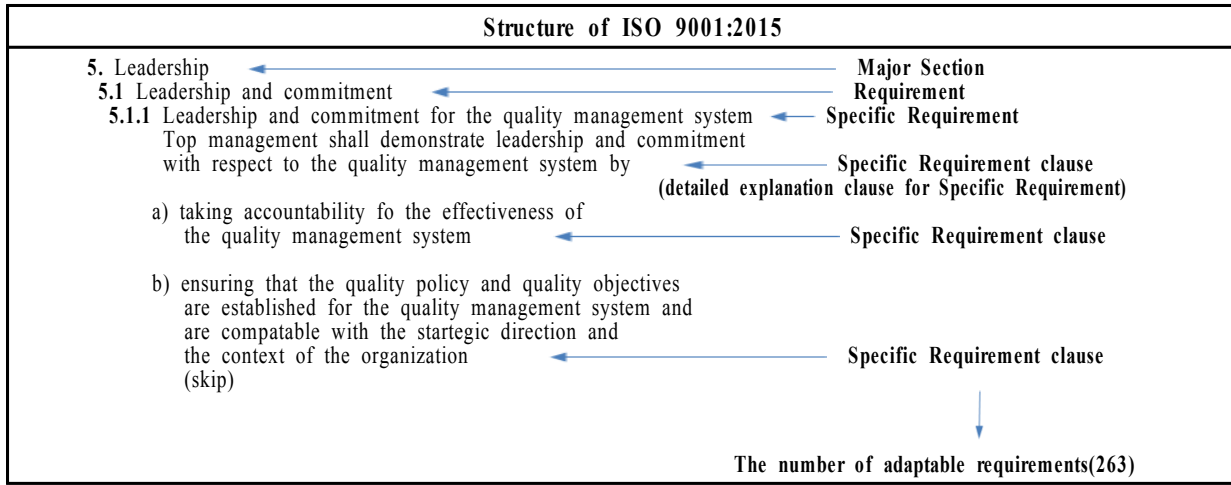 Structure of ISO 9001:2015
5. Leadership Major Section
5.1 Leadership and commitment Requirement
5.1.1 Leadership and commitment for the quality management system Specific Requirement
Top management shall demonstrate leadership and commitment
with respect to the quality management system by Specific Requirement clause
(detailed explanation clause for Specific Requirement)
a) taking accountability fo the effectiveness of
the quality management system Specific Requirement clause
b) ensuring that the quality policy and quality objectives
are established for the quality management system and
are compatable with the startegic direction and
the context of the organization Specific Requirement clause
(skip)
The number of adaptable requirements(263)